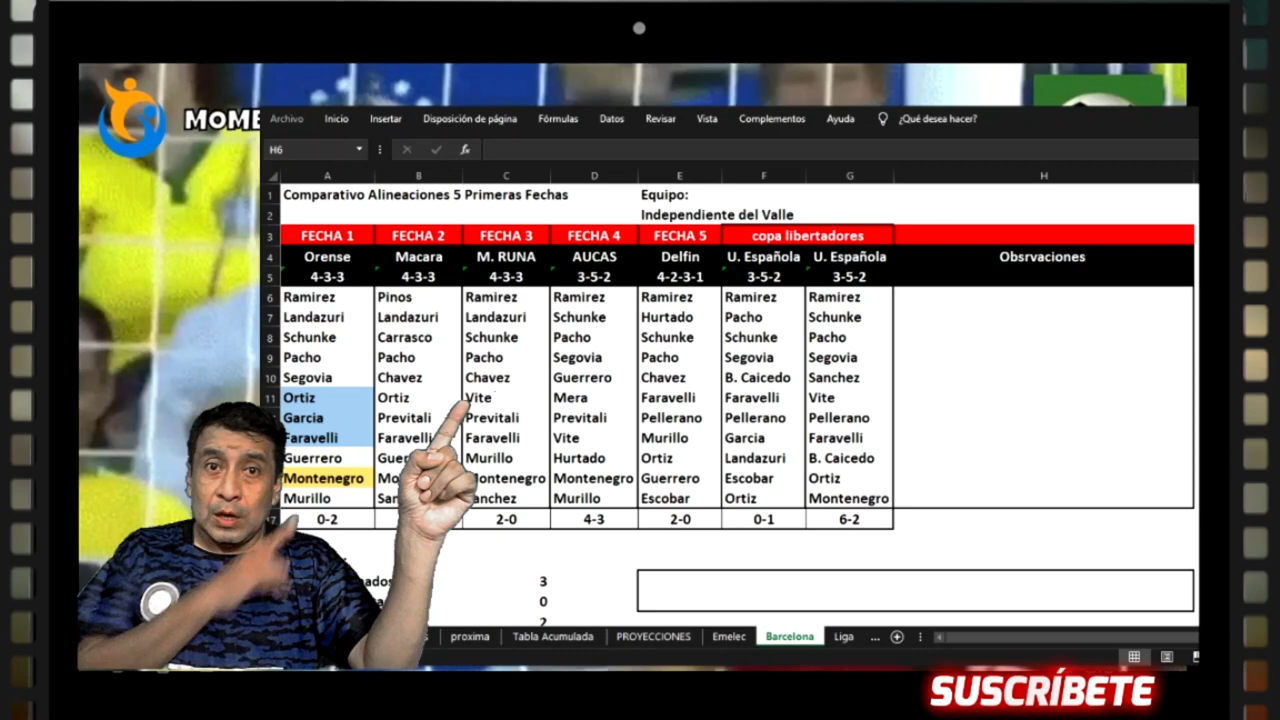 MOME
Archivo Inicio Insertar Disposición de página Fórmulas Datos Revisar Vista Complementos Ayuda ¿Qué desea hacer?
H6 fx
A B C D E F G H
1 Comparativo Alineaciones 5 Primeras Fechas Equipo:
2 Independiente del Valle
3 FECHA 1 FECHA 2 FECHA 3 FECHA 4 FECHA 5 copa libertadores
4 Orense Macara M. RUNA AUCAS Delfin U. Española U. Española Obsrvaciones
5 4-3-3 4-3-3 4-3-3 3-5-2 4-2-3-1 3-5-2 3-5-2
6 Ramirez Pinos Ramirez Ramirez Ramirez Ramirez Ramirez
7 Landazuri Landazuri Landazuri Schunke Hurtado Pacho Schunke
8 Schunke Carrasco Schunke Pacho Schunke Schunke Pacho
9 Pacho Pacho Pacho Segovia Pacho Segovia Segovia
10 Segovia Chavez Chavez Guerrero Chavez B. Caicedo Sanchez
11 Ortiz Ortiz Vite Mera Faravelli Faravelli Vite
Garcia Previtali Previtali Previtali Pellerano Pellerano Pellerano
Faravelli Faravelli Faravelli Vite Murillo Garcia Faravelli
Guerrero Murillo Hurtado Ortiz Landazuri B. Caicedo
Montenegro Montenegro Montenegro Guerrero Escobar Ortiz
Murillo Sanchez Murillo Escobar Ortiz Montenegro
0-2 2-0 4-3 2-0 0-1 6-2
3
0
2
proxima Tabla Acumulada PROYECCIONES Emelec Barcelona Liga ...
SUSCRÍBETE